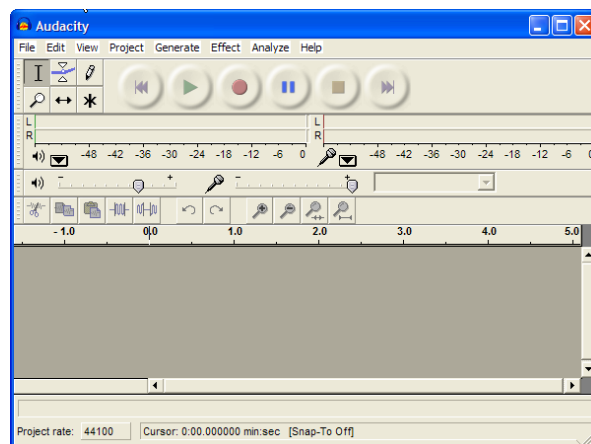 Audacity
File Edit View Project Generate Effect Analyze Help
L L
R R
-48 -42 -36 -30 -24 -18 -12 -6 0 -48 -42 -36 -30 -24 -18 -12 -6 0
- + - +
- 1.0 0,0 1.0 2.0 3.0 4.0 5.0
Project rate: 44100 Cursor: 0:00.000000 min:sec [Snap-To Off]